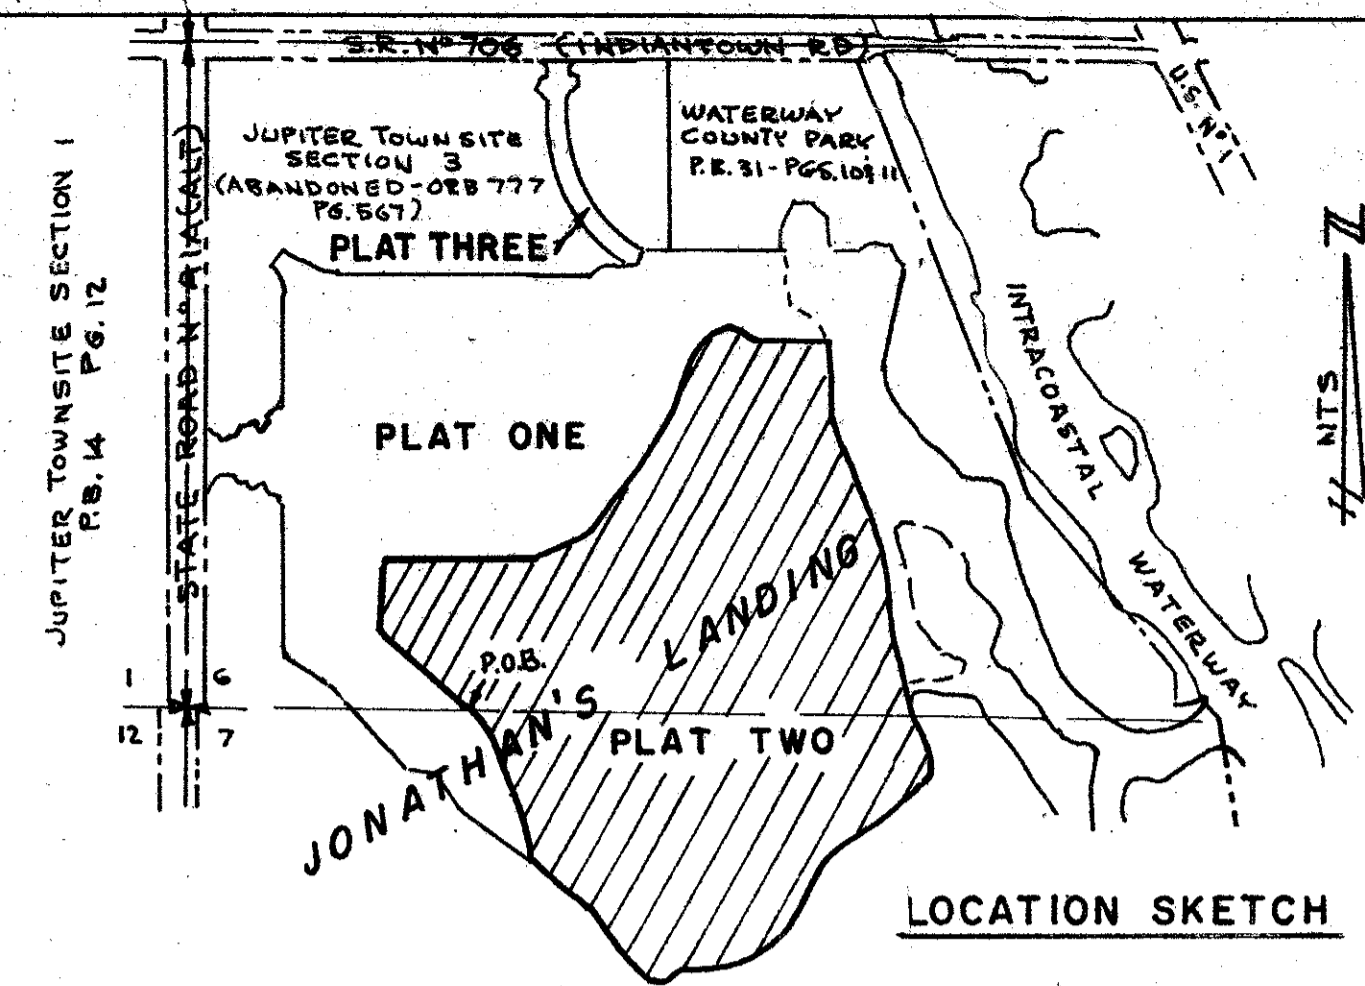 S.R. Nº 706 (INDIANTOWN RD)
U.S. Nº 1
JUPITER TOWN SITE
SECTION 3
(ABANDONED-ORB 777
PG.567)
WATERWAY
COUNTY PARK
P.B. 31-PGS.10&11
PLAT THREE
JUPITER TOWNSITE SECTION 1
P.B. 14 PG. 12
STATE ROAD Nº A1A(ALT)
INTRACOASTAL
WATERWAY
N
NTS
PLAT ONE
JONATHAN'S
LANDING
P.O.B.
PLAT TWO
1 6
12 7
LOCATION SKETCH